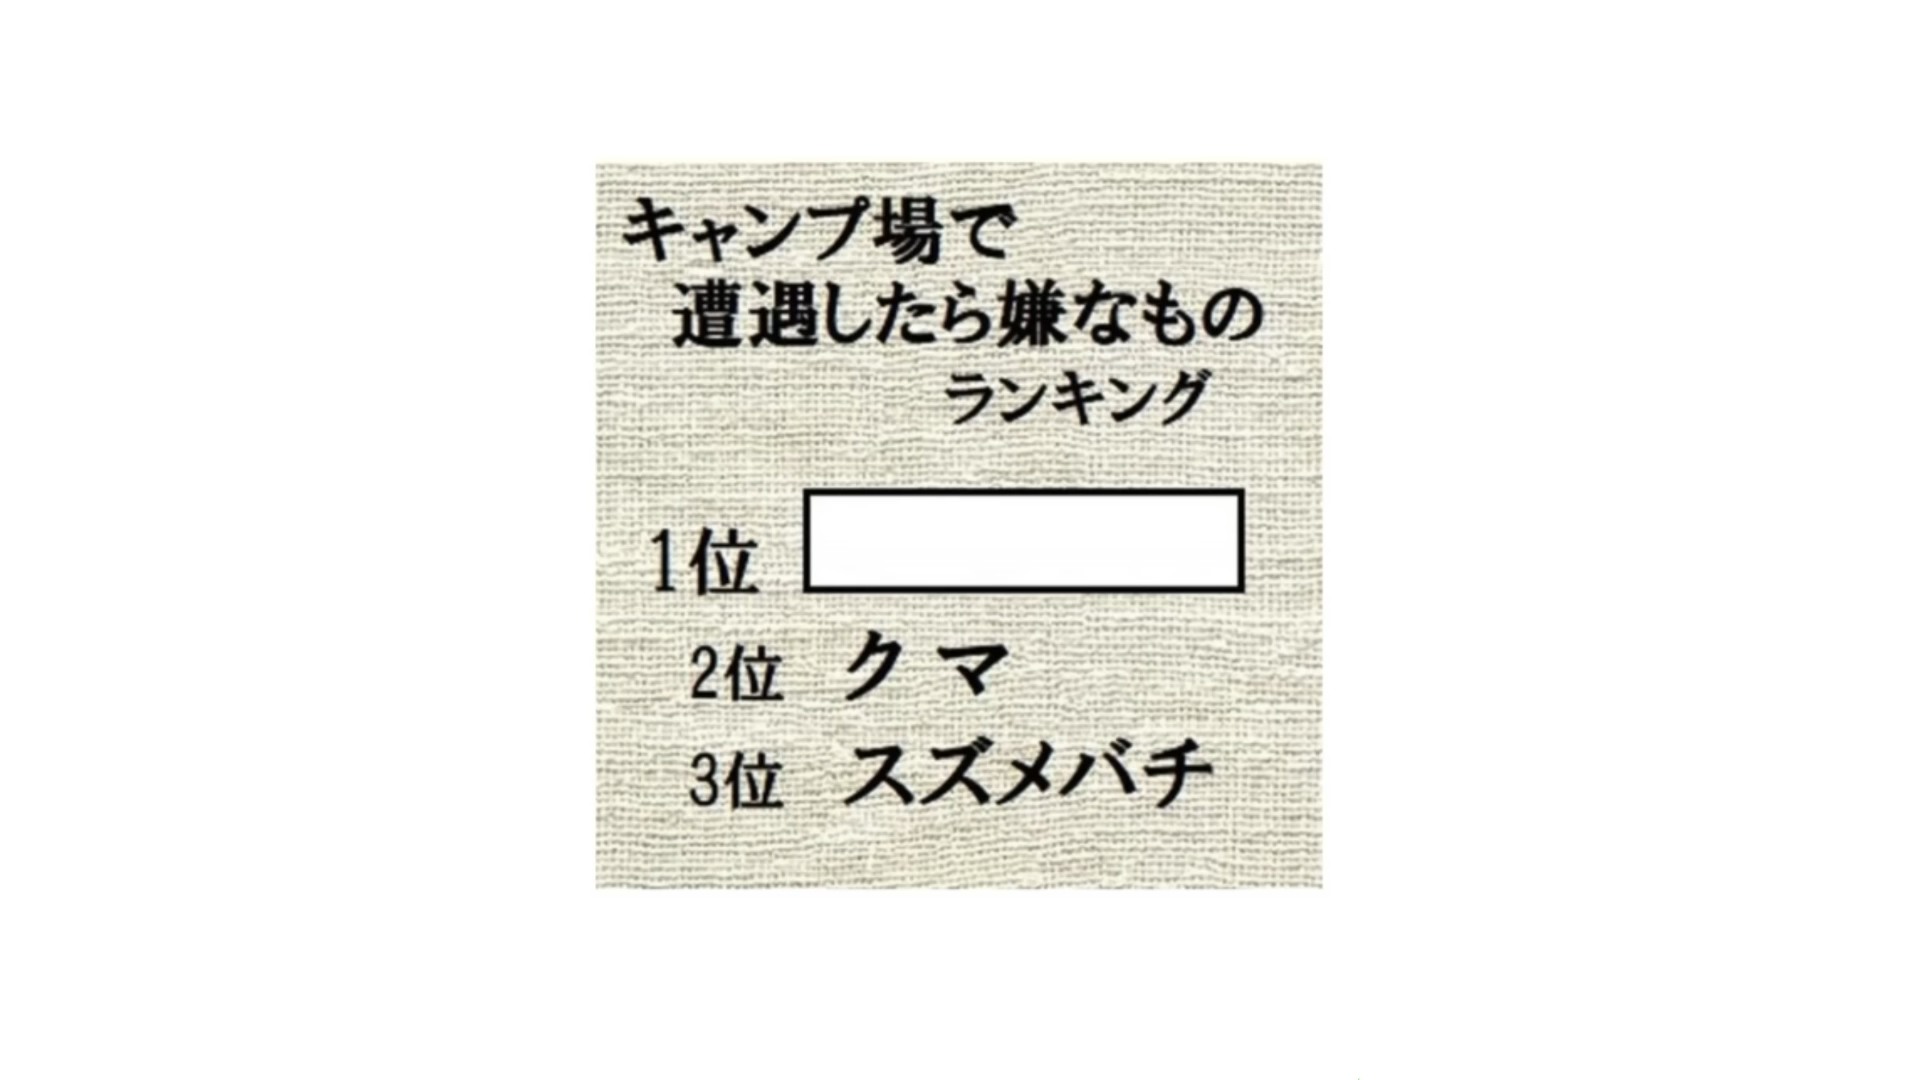 キャンプ場で
遭遇したら嫌なもの
ランキング
1位
2位 クマ
3位 スズメバチ